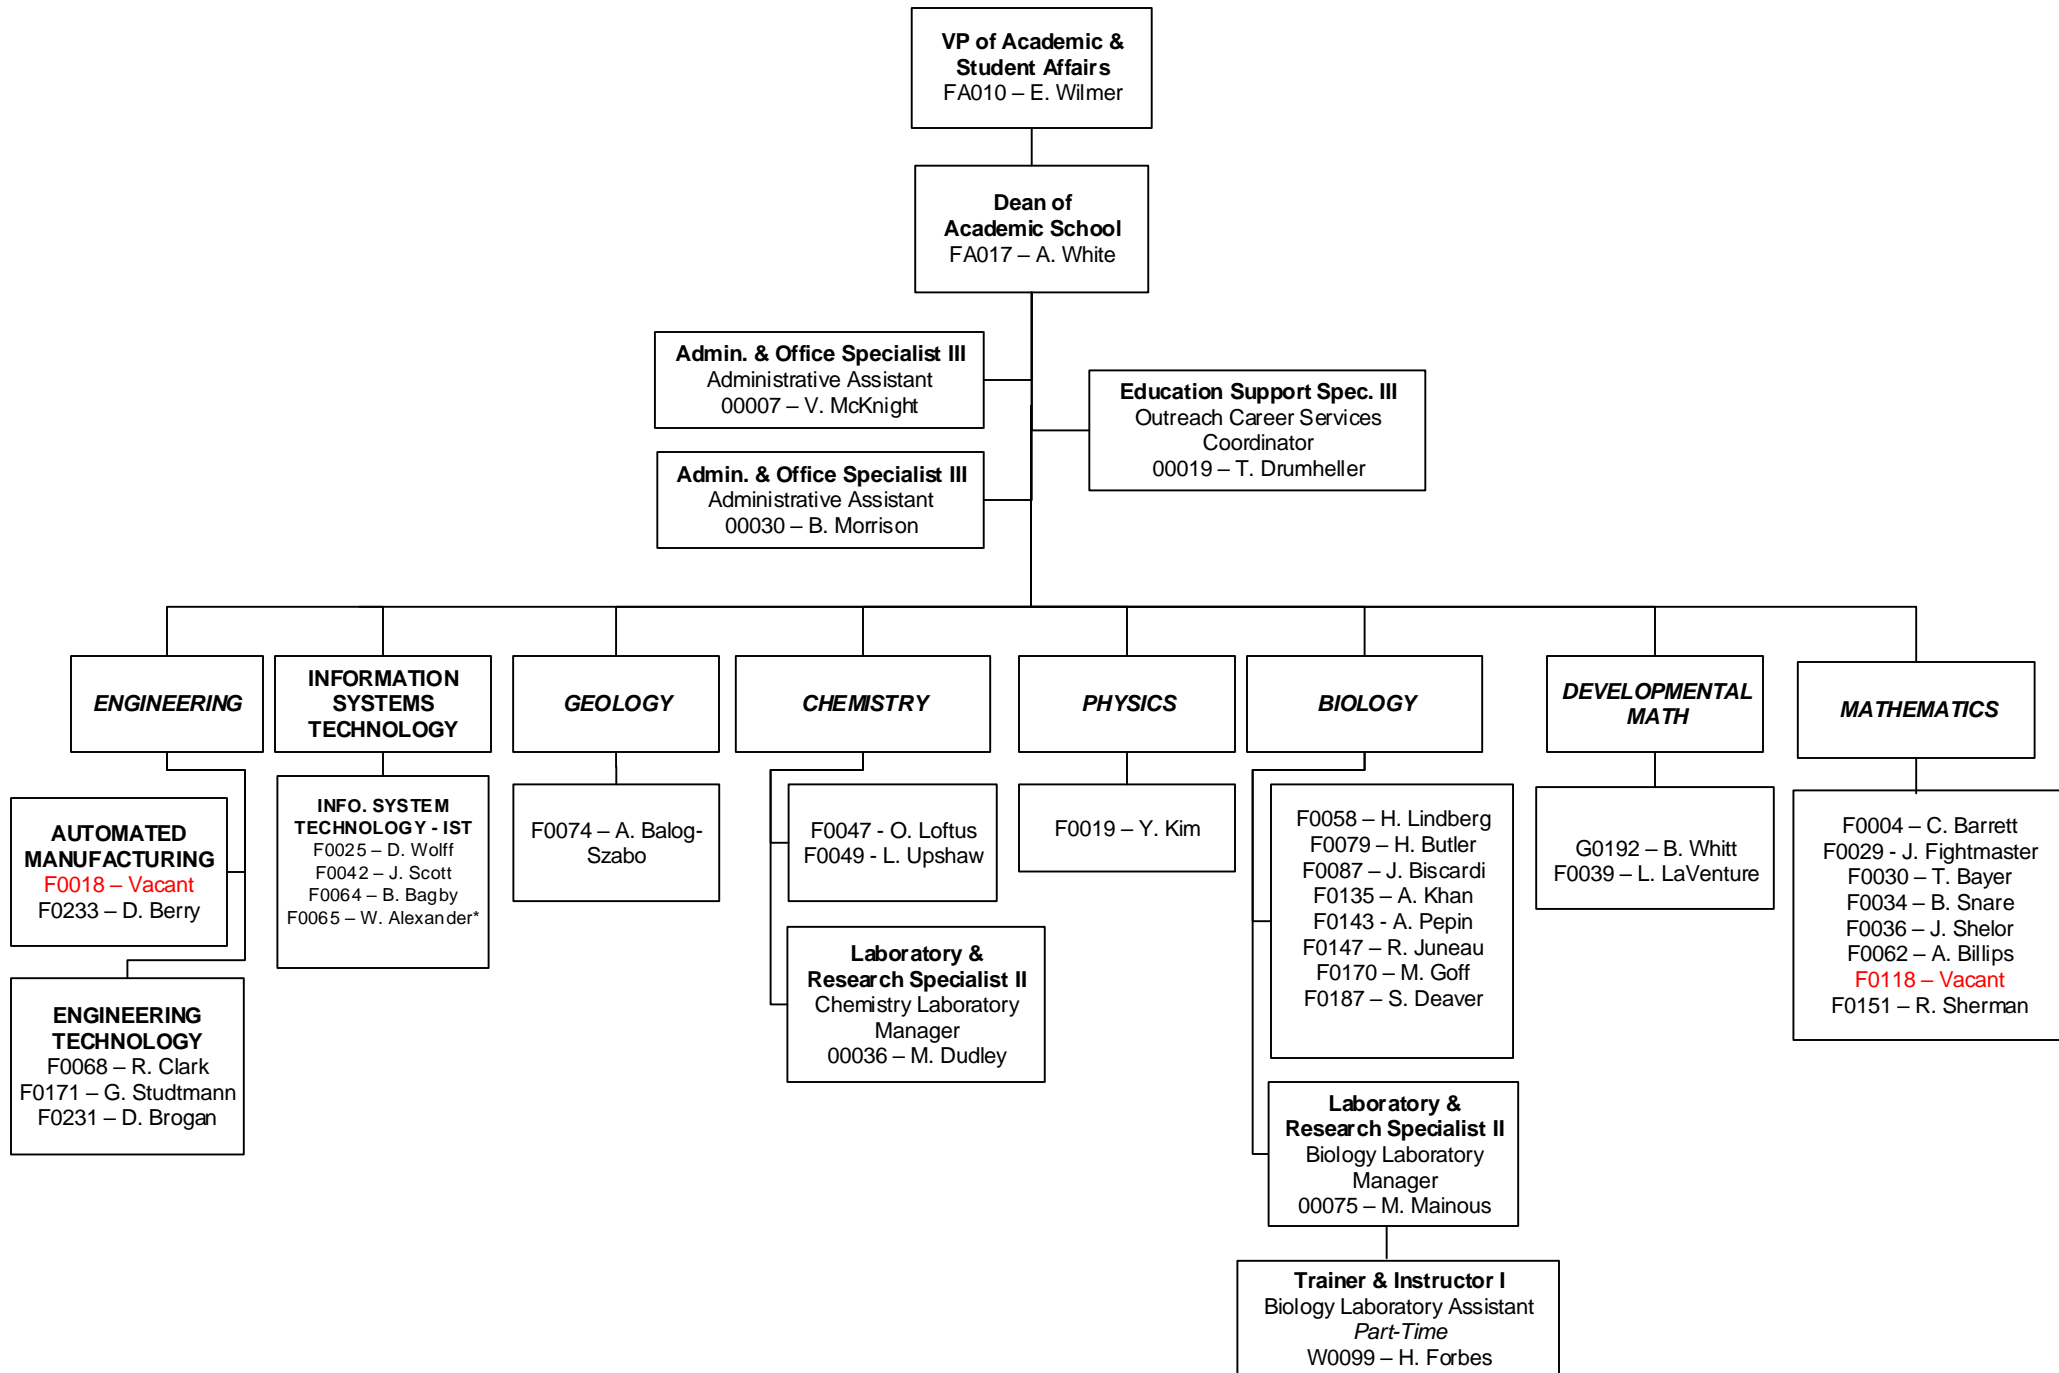 VP of Academic &
Student Affairs
FA010 – E. Wilmer
Dean of
Academic School
FA017 – A. White
Admin. & Office Specialist III
Administrative Assistant
00007 – V. McKnight
Education Support Spec. III
Outreach Career Services
Coordinator
00019 – T. Drumheller
Admin. & Office Specialist III
Administrative Assistant
00030 – B. Morrison
ENGINEERING
INFORMATION
SYSTEMS
TECHNOLOGY
GEOLOGY
CHEMISTRY
PHYSICS
BIOLOGY
DEVELOPMENTAL
MATH
MATHEMATICS
AUTOMATED
MANUFACTURING
F0018 – Vacant
F0233 – D. Berry
ENGINEERING
TECHNOLOGY
F0068 – R. Clark
F0171 – G. Studtmann
F0231 – D. Brogan
INFO. SYSTEM
TECHNOLOGY - IST
F0025 – D. Wolff
F0042 – J. Scott
F0064 – B. Bagby
F0065 – W. Alexander*
F0074 – A. Balog-
Szabo
F0047 - O. Loftus
F0049 - L. Upshaw
Laboratory &
Research Specialist II
Chemistry Laboratory
Manager
00036 – M. Dudley
F0019 – Y. Kim
F0058 – H. Lindberg
F0079 – H. Butler
F0087 – J. Biscardi
F0135 – A. Khan
F0143 - A. Pepin
F0147 – R. Juneau
F0170 – M. Goff
F0187 – S. Deaver
Laboratory &
Research Specialist II
Biology Laboratory
Manager
00075 – M. Mainous
Trainer & Instructor I
Biology Laboratory Assistant
Part-Time
W0099 – H. Forbes
G0192 – B. Whitt
F0039 – L. LaVenture
F0004 – C. Barrett
F0029 - J. Fightmaster
F0030 – T. Bayer
F0034 – B. Snare
F0036 – J. Shelor
F0062 – A. Billips
F0118 – Vacant
F0151 – R. Sherman